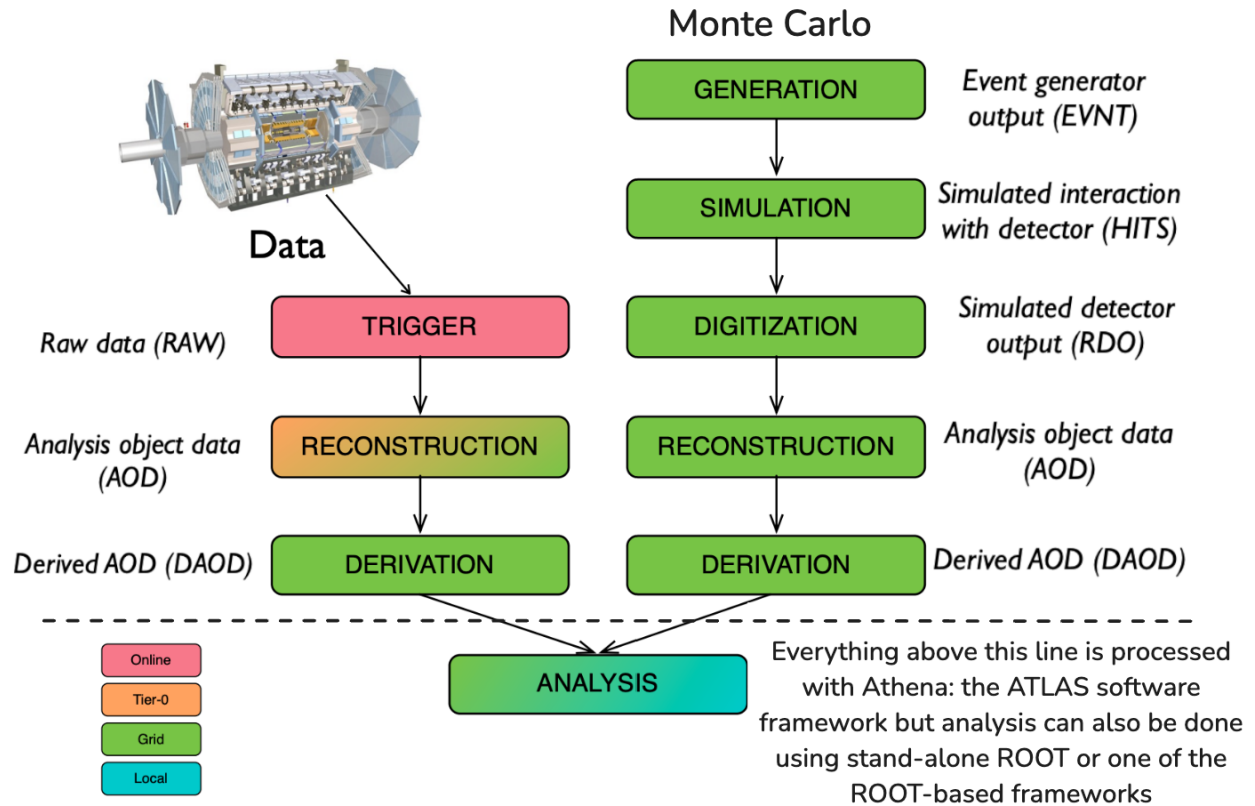 Monte Carlo
GENERATION
Event generator
output (EVNT)
SIMULATION
Simulated interaction
with detector (HITS)
Data
TRIGGER
Raw data (RAW)
DIGITIZATION
Simulated detector
output (RDO)
Analysis object data
(AOD)
RECONSTRUCTION
RECONSTRUCTION
Analysis object data
(AOD)
Derived AOD (DAOD)
DERIVATION
DERIVATION
Derived AOD (DAOD)
Online
Tier-0
Grid
Local
ANALYSIS
Everything above this line is processed
with Athena: the ATLAS software
framework but analysis can also be done
using stand-alone ROOT or one of the
ROOT-based frameworks